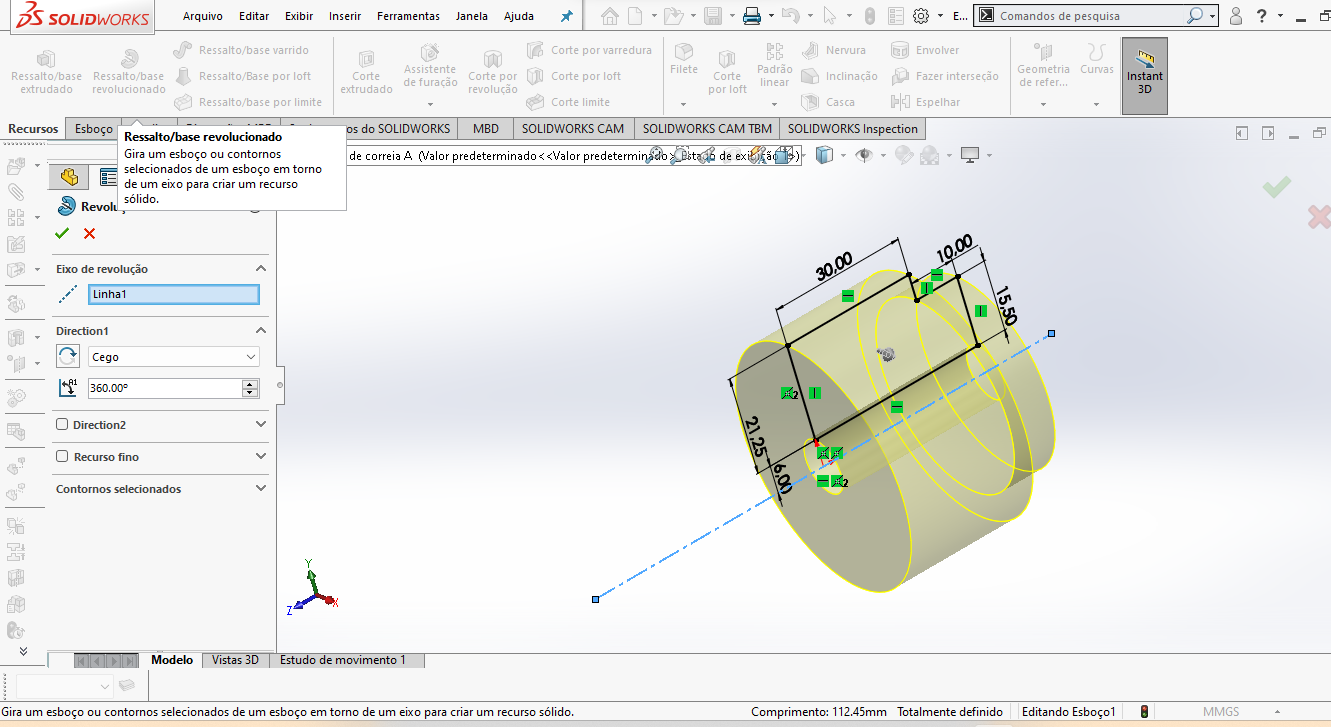 SOLIDWORKS
Arquivo Editar Exibir Inserir Ferramentas Janela Ajuda
E...
Comandos de pesquisa
?
Ressalto/base extrudado
Ressalto/base revolucionado
Ressalto/base varrido
Ressalto/Base por loft
Ressalto/base por limite
Corte extrudado
Assistente de furação
Corte por revolução
Corte por varredura
Corte por loft
Corte limite
Filete
Corte por loft
Padrão linear
Nervura
Inclinação
Casca
Envolver
Fazer interseção
Espelhar
Geometria de refer...
Curvas
Instant 3D
Recursos
Esboço
os do SOLIDWORKS
MBD
SOLIDWORKS CAM
SOLIDWORKS CAM TBM
SOLIDWORKS Inspection
Ressalto/base revolucionado
Gira um esboço ou contornos
selecionados de um esboço em torno
de um eixo para criar um recurso
sólido.
de correia A (Valor predeterminado<<Valor predeterminado>
Eixo de revolução
Linha1
Direction1
Cego
A1
360.00º
Direction2
Recurso fino
Contornos selecionados
30,00
10,00
15,50
21,25
6,00
2
2
Y
Z
X
Modelo
Vistas 3D
Estudo de movimento 1
Gira um esboço ou contornos selecionados de um esboço em torno de um eixo para criar um recurso sólido.
Comprimento: 112.45mm
Totalmente definido
Editando Esboço1
MMGS